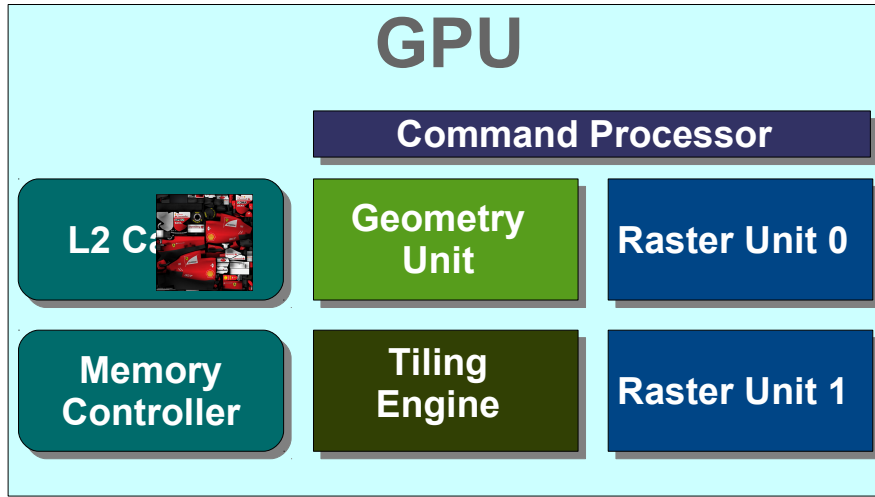 GPU
Command Processor
L2 Ca
Geometry
Unit
Raster Unit 0
Memory
Controller
Tiling
Engine
Raster Unit 1